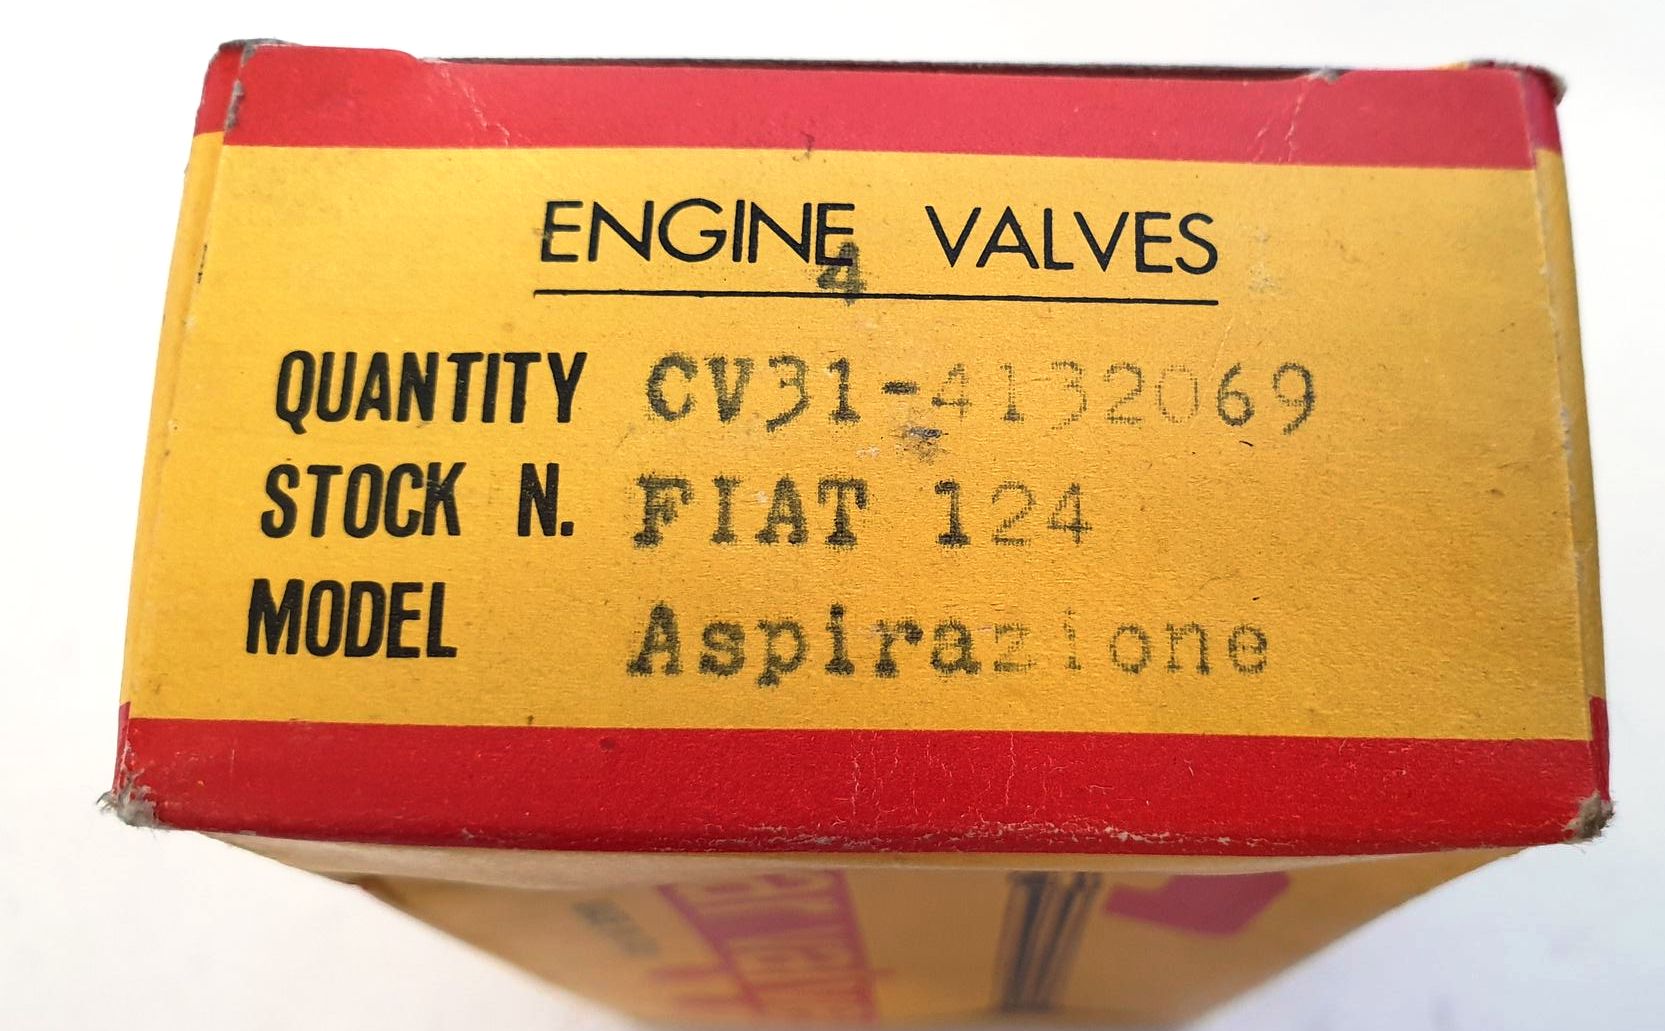 ENGINE VALVES
4
QUANTITY CV31-4132069
STOCK N. FIAT 124
MODEL Aspirazione